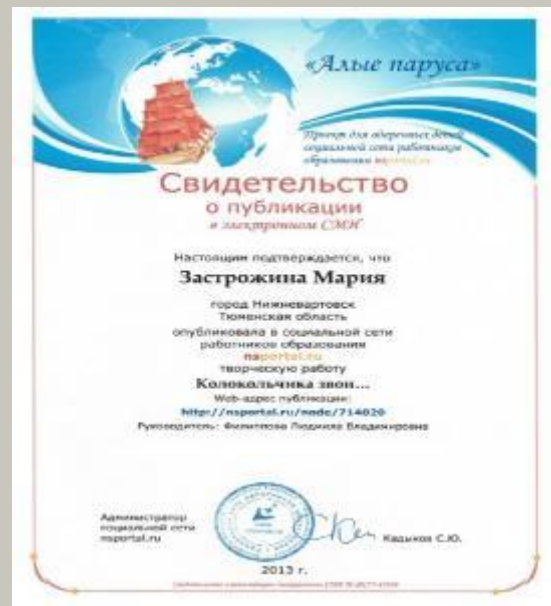 «Алые паруса»
Проект для одаренных детей
социальной сети работников
образования nsportal.ru
Свидетельство
о публикации
в электронном СМИ
Настоящим подтверждается, что
Застрожина Мария
город Нижневартовск
Тюменская область
опубликовала в социальной сети
работников образования
nsportal.ru
творческую работу
Колокольчика звон...
Web-адрес публикации:
http://nsportal.ru/node/714020
Руководитель: Филиппова Людмила Владимировна
Администратор
социальной сети
nsportal.ru
Кадыков С.Ю.
2013 г.